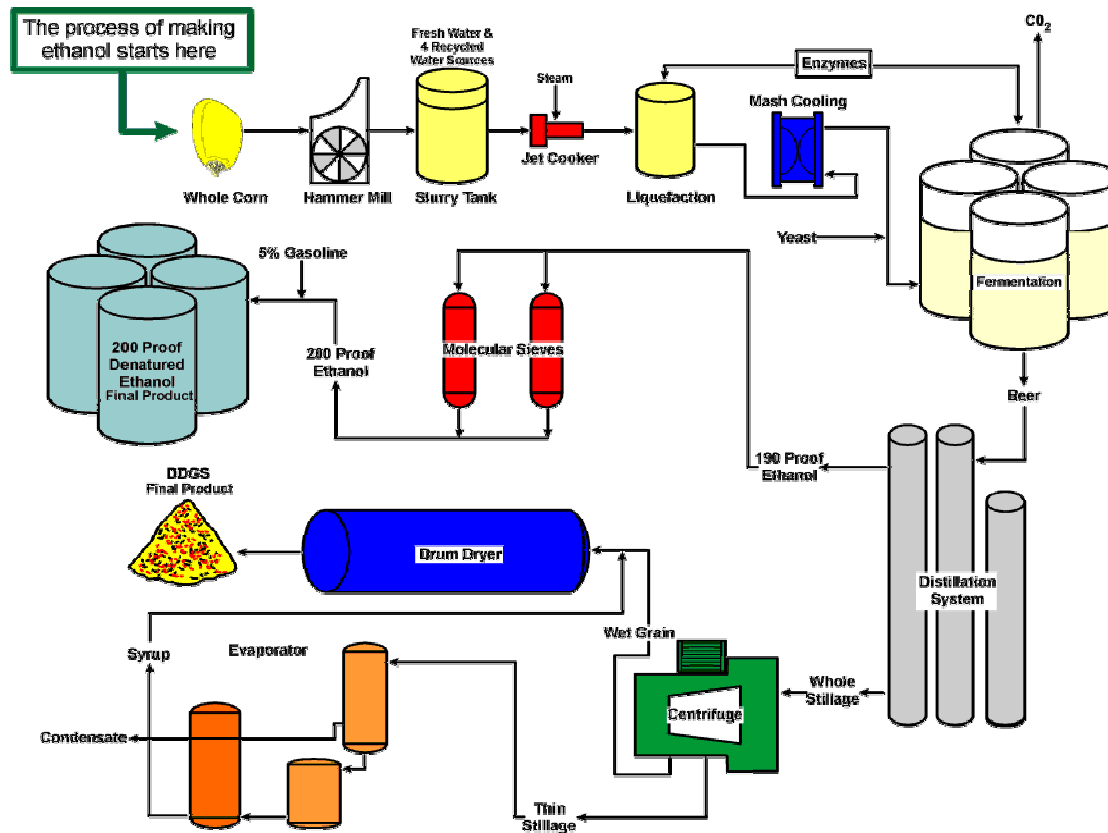 The process of making
ethanol starts here
Fresh Water &
4 Recycled
Water Sources
C0₂
Enzymes
Steam
Mash Cooling
Jet Cooker
Whole Corn
Hammer Mill
Slurry Tank
Liquefaction
Yeast
5% Gasoline
Fermentation
200 Proof
Denatured
Ethanol
Final Product
200 Proof
Ethanol
Molecular Sieves
Beer
190 Proof
Ethanol
DDGS
Final Product
Drum Dryer
Distillation
System
Wet Grain
Syrup
Evaporator
Whole
Stillage
Centrifuge
Condensate
Thin
Stillage